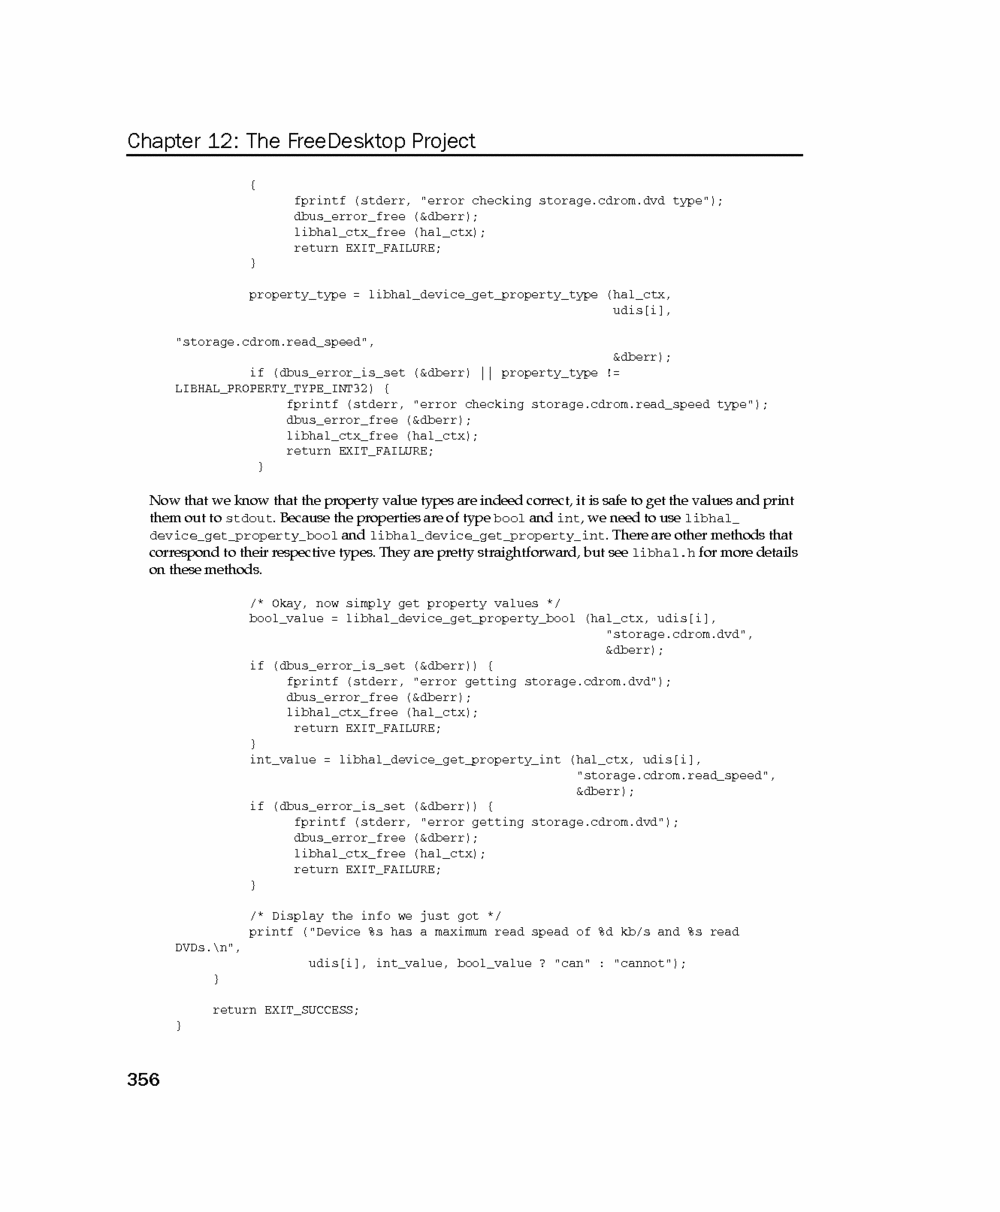 Chapter 12: The FreeDesktop Project
{
fprintf (stderr, "error checking storage.cdrom.dvd type");
dbus_error_free (&dberr);
libhal_ctx_free (hal_ctx);
return EXIT_FAILURE;
}
property_type = libhal_device_get_property_type (hal_ctx,
udis[i],
"storage.cdrom.read_speed",
&dberr);
if (dbus_error_is_set (&dberr) || property_type !=
LIBHAL_PROPERTY_TYPE_INT32) {
fprintf (stderr, "error checking storage.cdrom.read_speed type");
dbus_error_free (&dberr);
libhal_ctx_free (hal_ctx);
return EXIT_FAILURE;
}
Now that we know that the property value types are indeed correct, it is safe to get the values and print
them out to stdout. Because the properties are of type bool and int, we need to use libhal_
device_get_property_bool and libhal_device_get_property_int. There are other methods that
correspond to their respective types. They are pretty straightforward, but see libhal.h for more details
on these methods.
/* Okay, now simply get property values */
bool_value = libhal_device_get_property_bool (hal_ctx, udis[i],
"storage.cdrom.dvd",
&dberr);
if (dbus_error_is_set (&dberr)) {
fprintf (stderr, "error getting storage.cdrom.dvd");
dbus_error_free (&dberr);
libhal_ctx_free (hal_ctx);
return EXIT_FAILURE;
}
int_value = libhal_device_get_property_int (hal_ctx, udis[i],
"storage.cdrom.read_speed",
&dberr);
if (dbus_error_is_set (&dberr)) {
fprintf (stderr, "error getting storage.cdrom.dvd");
dbus_error_free (&dberr);
libhal_ctx_free (hal_ctx);
return EXIT_FAILURE;
}
/* Display the info we just got */
printf ("Device %s has a maximum read spead of %d kb/s and %s read
DVDs.\n",
udis[i], int_value, bool_value ? "can" : "cannot");
}
return EXIT_SUCCESS;
}
356